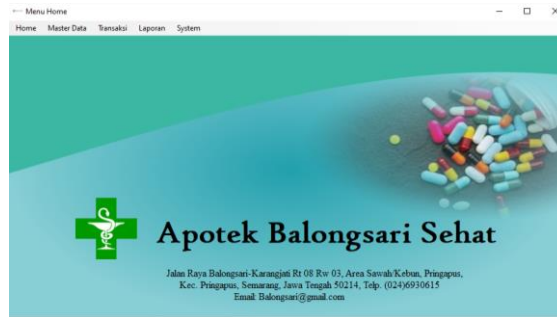 Menu Home
Home Master Data Transaksi Laporan System
Apotek Balongsari Sehat
Jalan Raya Balongsari-Karangjati Rt 08 Rw 03, Area Sawah/Kebun, Pringapus,
Kec. Pringapus, Semarang, Jawa Tengah 50214, Telp. (024)6930615
Email: Balongsari@gmail.com